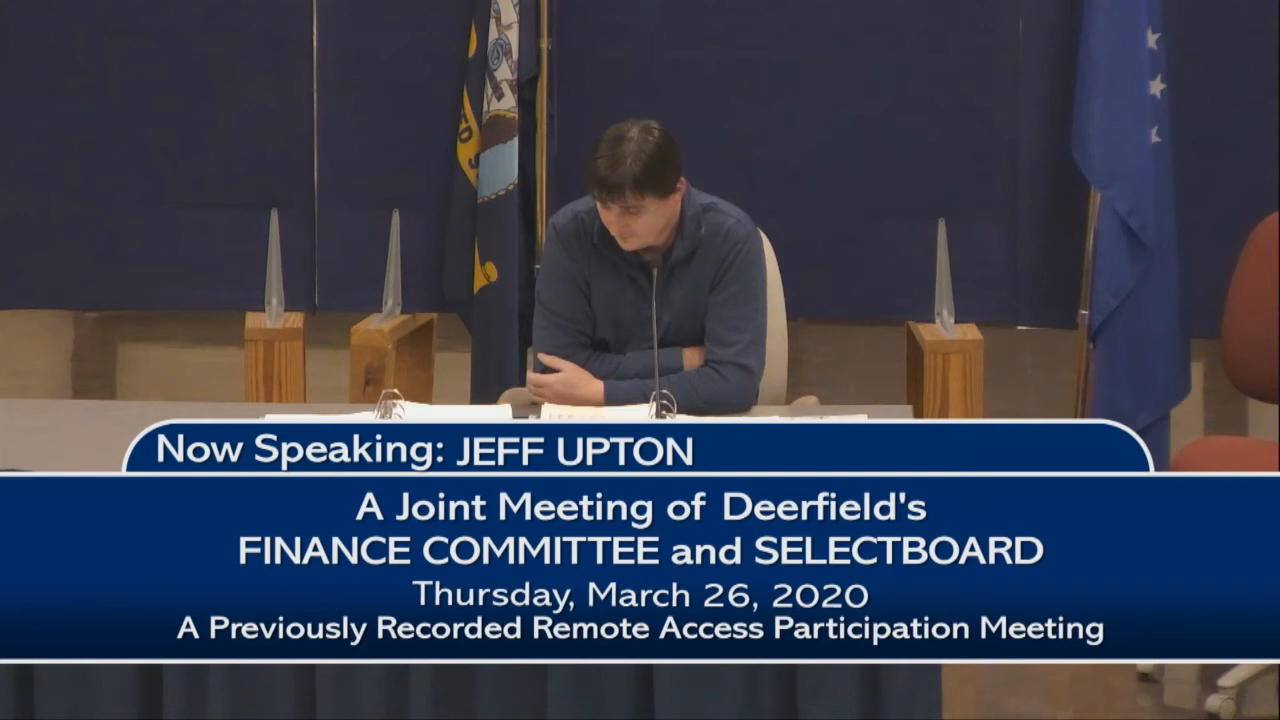 Now Speaking: JEFF UPTON
A Joint Meeting of Deerfield's
FINANCE COMMITTEE and SELECTBOARD
Thursday, March 26, 2020
A Previously Recorded Remote Access Participation Meeting